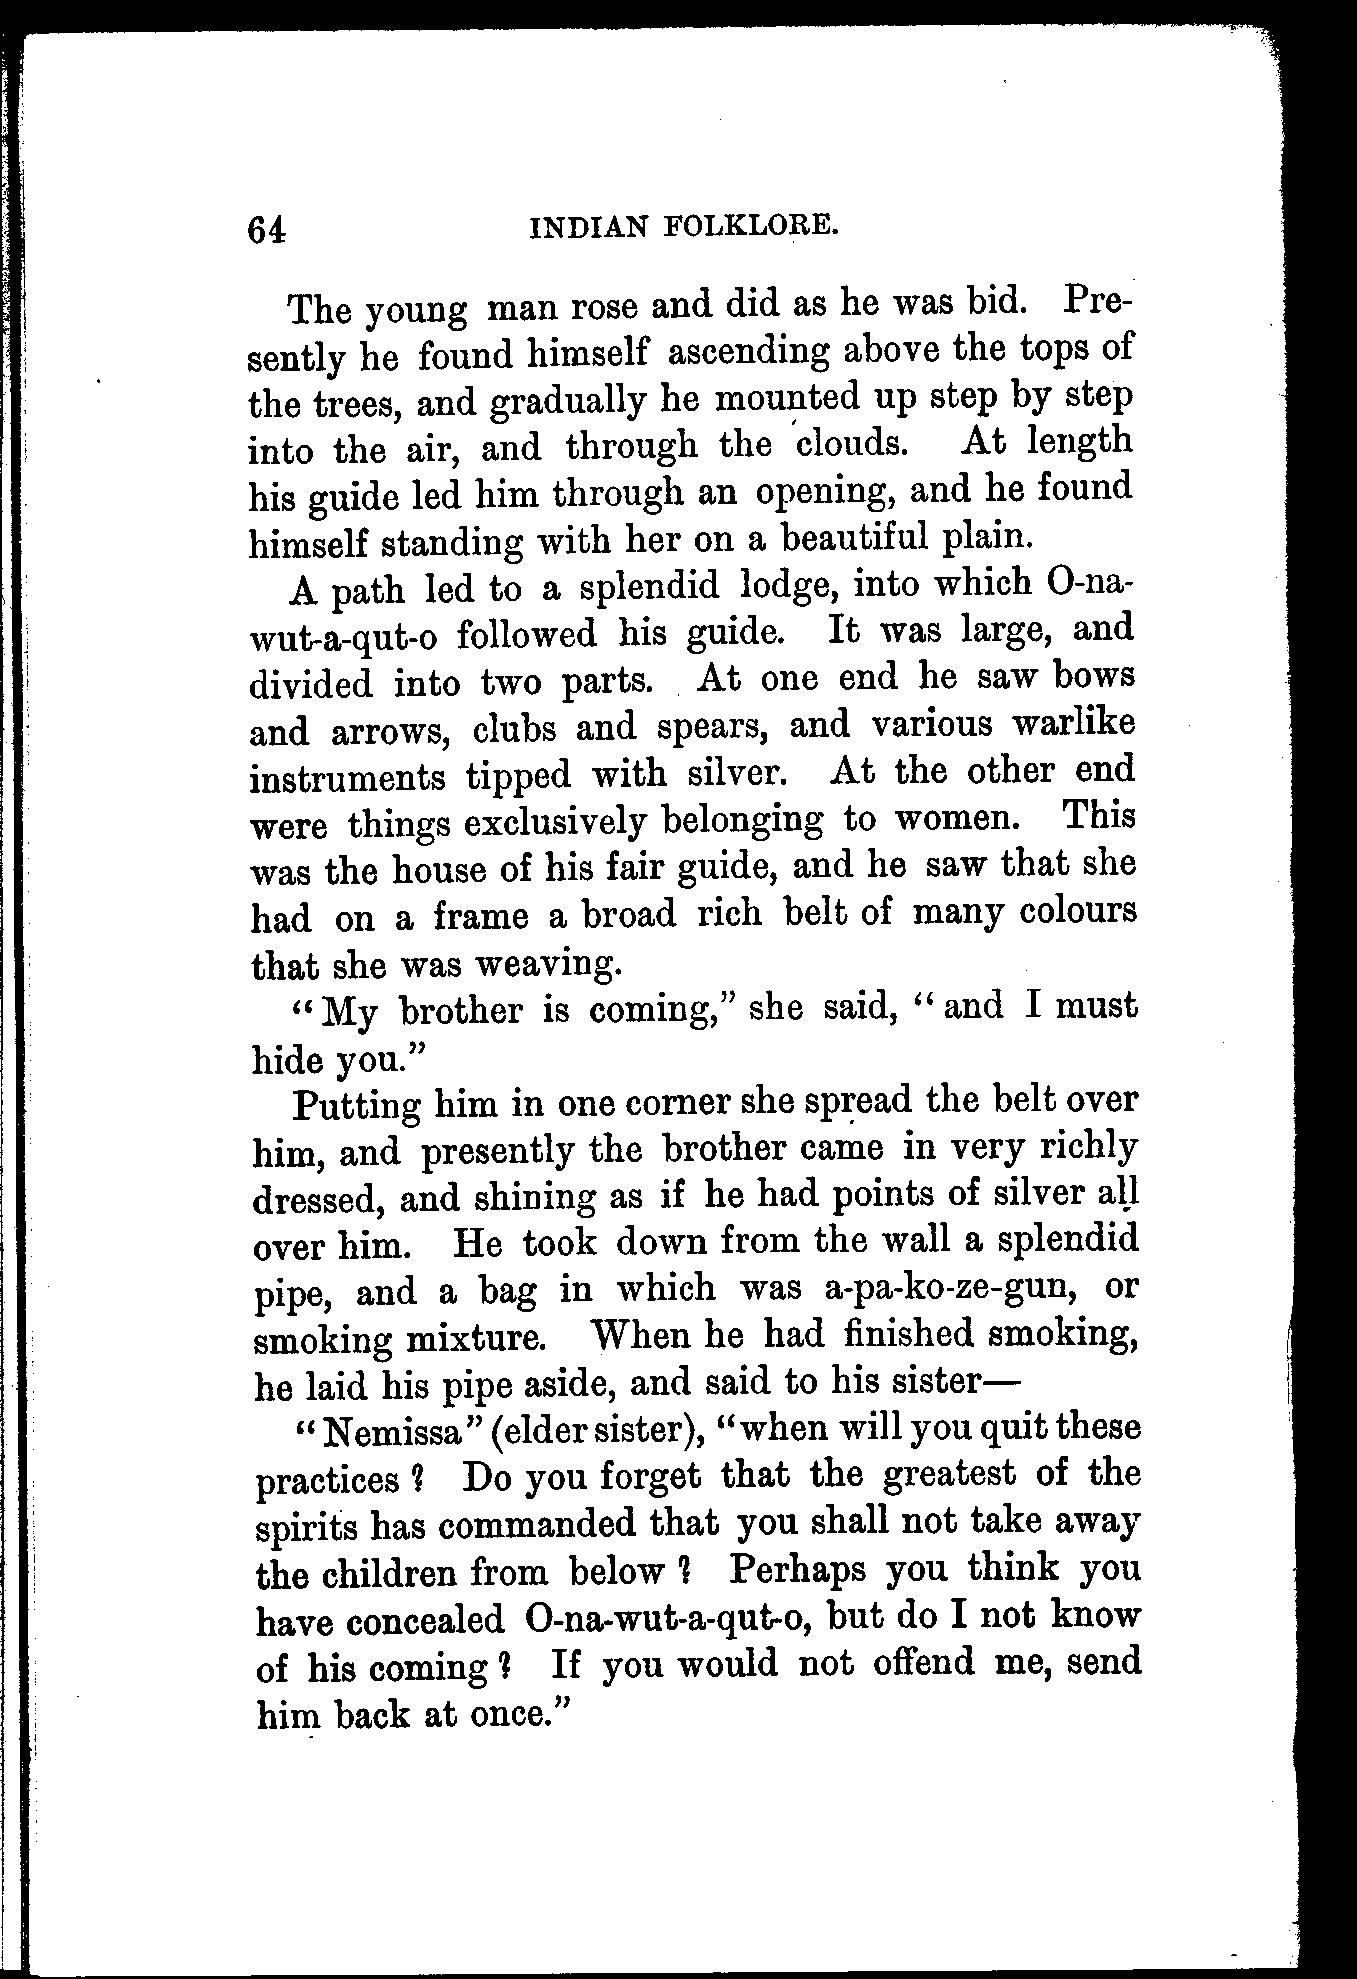 64 INDIAN FOLKLORE.
The young man rose and did as he was bid. Pre-
sently he found himself ascending above the tops of
the trees, and gradually he mounted up step by step
into the air, and through the clouds. At length
his guide led him through an opening, and he found
himself standing with her on a beautiful plain.
A path led to a splendid lodge, into which O-na-
wut-a-qut-o followed his guide. It was large, and
divided into two parts. At one end he saw bows
and arrows, clubs and spears, and various warlike
instruments tipped with silver. At the other end
were things exclusively belonging to women. This
was the house of his fair guide, and he saw that she
had on a frame a broad rich belt of many colours
that she was weaving.
“My brother is coming,” she said, “and I must
hide you.”
Putting him in one corner she spread the belt over
him, and presently the brother came in very richly
dressed, and shining as if he had points of silver all
over him. He took down from the wall a splendid
pipe, and a bag in which was a-pa-ko-ze-gun, or
smoking mixture. When he had finished smoking,
he laid his pipe aside, and said to his sister—
“Nemissa” (elder sister), “when will you quit these
practices? Do you forget that the greatest of the
spirits has commanded that you shall not take away
the children from below? Perhaps you think you
have concealed O-na-wut-a-qut-o, but do I not know
of his coming? If you would not offend me, send
him back at once.”